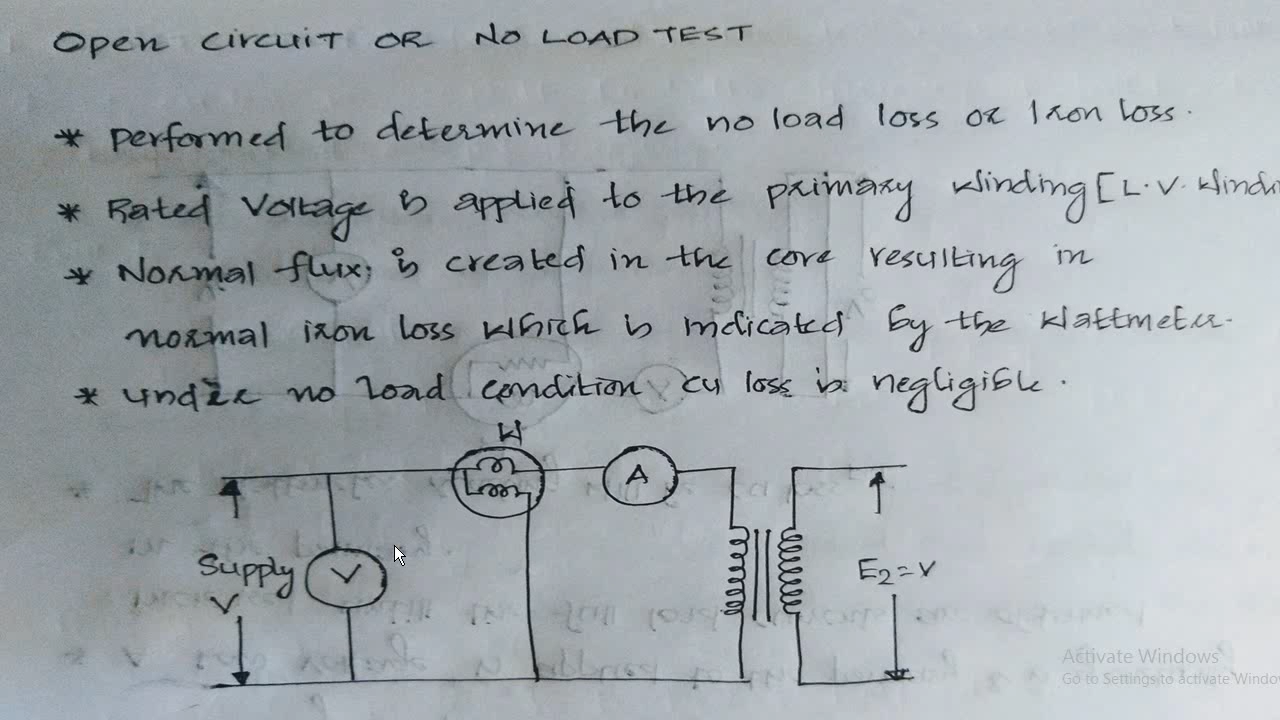 Open Circuit OR NO LOAD TEST
* Performed to determine the no load loss or Iron loss.
* Rated Voltage is applied to the primary Winding [L.V. Windi
* Normal flux is created in the core resulting in
normal iron loss which is indicated by the Wattmeter.
* Under no load condition cu loss is negligible.
W
A
Supply
V
V
E2=V
Activate Windows
Go to Settings to activate Windo